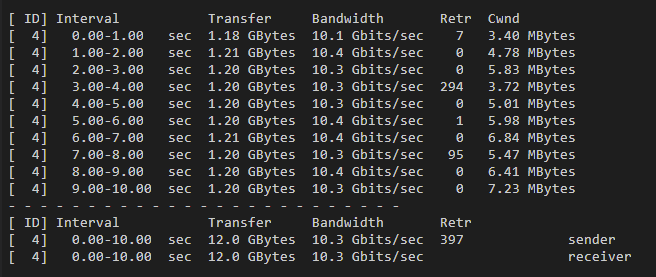 [ ID] Interval           Transfer     Bandwidth       Retr  Cwnd
[  4]   0.00-1.00   sec  1.18 GBytes  10.1 Gbits/sec    7   3.40 MBytes
[  4]   1.00-2.00   sec  1.21 GBytes  10.4 Gbits/sec    0   4.78 MBytes
[  4]   2.00-3.00   sec  1.20 GBytes  10.3 Gbits/sec    0   5.83 MBytes
[  4]   3.00-4.00   sec  1.20 GBytes  10.3 Gbits/sec  294   3.72 MBytes
[  4]   4.00-5.00   sec  1.20 GBytes  10.3 Gbits/sec    0   5.01 MBytes
[  4]   5.00-6.00   sec  1.20 GBytes  10.4 Gbits/sec    1   5.98 MBytes
[  4]   6.00-7.00   sec  1.21 GBytes  10.4 Gbits/sec    0   6.84 MBytes
[  4]   7.00-8.00   sec  1.20 GBytes  10.3 Gbits/sec   95   5.47 MBytes
[  4]   8.00-9.00   sec  1.20 GBytes  10.4 Gbits/sec    0   6.41 MBytes
[  4]   9.00-10.00  sec  1.20 GBytes  10.3 Gbits/sec    0   7.23 MBytes
- - - - - - - - - - - - - - - - - - - - - - - - -
[ ID] Interval           Transfer     Bandwidth       Retr
[  4]   0.00-10.00  sec  12.0 GBytes  10.3 Gbits/sec  397             sender
[  4]   0.00-10.00  sec  12.0 GBytes  10.3 Gbits/sec                  receiver